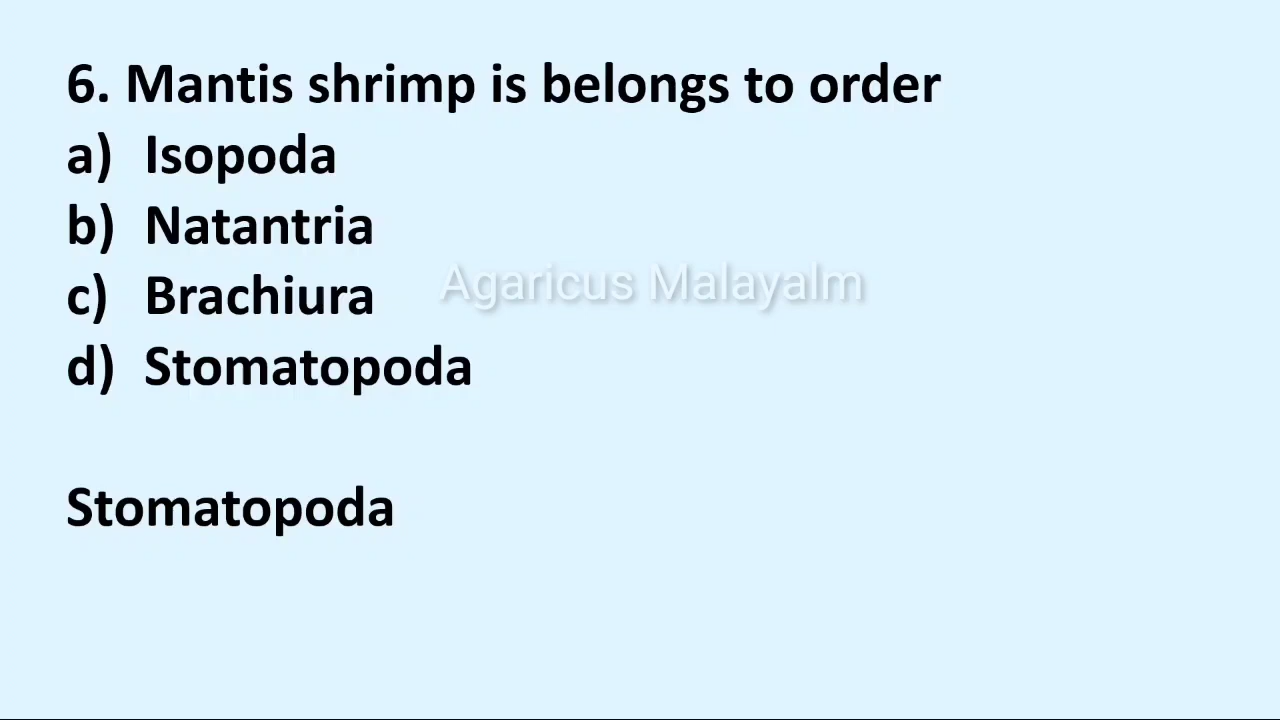 6. Mantis shrimp is belongs to order
a) Isopoda
b) Natantria
c) Brachiura
Agaricus Malayalm
d) Stomatopoda
Stomatopoda